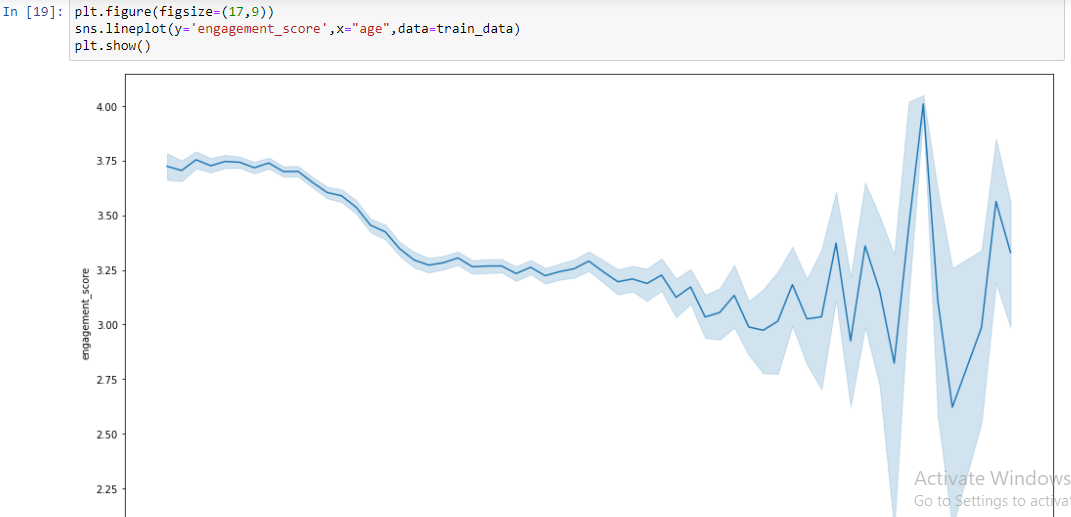 In [19]: plt.figure(figsize=(17,9))
sns.lineplot(y='engagement_score',x="age",data=train_data)
plt.show()
4.00
3.75
3.50
3.25
3.00
2.75
2.50
2.25
engagement_score
Activate Windows
Go to Settings to activa